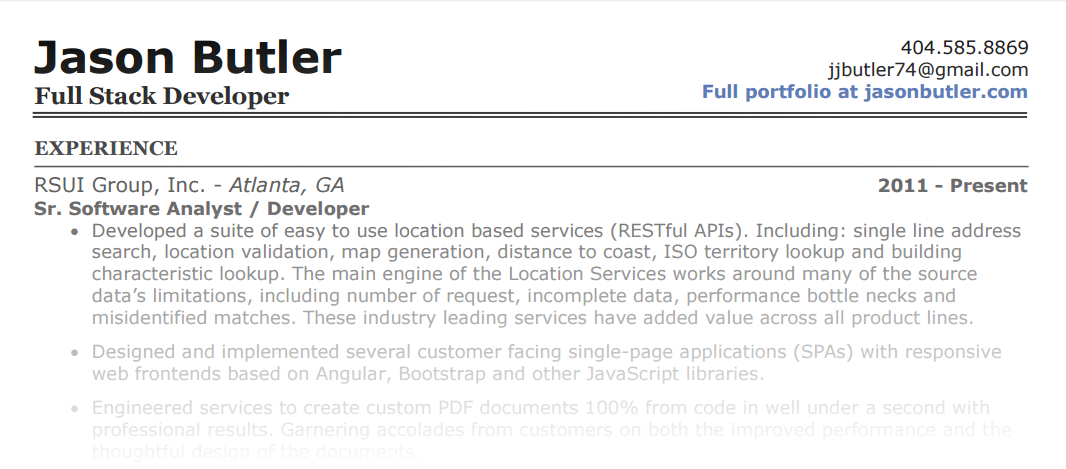 Jason Butler
404.585.8869
jjbutler74@gmail.com
Full Stack Developer
Full portfolio at jasonbutler.com
EXPERIENCE
RSUI Group, Inc. - Atlanta, GA
2011 - Present
Sr. Software Analyst / Developer
• Developed a suite of easy to use location based services (RESTful APIs). Including: single line address
search, location validation, map generation, distance to coast, ISO territory lookup and building
characteristic lookup. The main engine of the Location Services works around many of the source
data’s limitations, including number of request, incomplete data, performance bottle necks and
misidentified matches. These industry leading services have added value across all product lines.
• Designed and implemented several customer facing single-page applications (SPAs) with responsive
web frontends based on Angular, Bootstrap and other JavaScript libraries.
• Engineered services to create custom PDF documents 100% from code in well under a second with
professional results. Garnering accolades from customers on both the improved performance and the
thoughtful design of the documents.